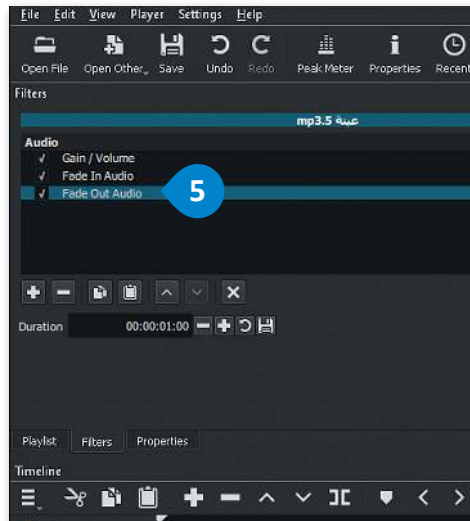 File Edit View Player Settings Help
Open File Open Other Save Undo Redo Peak Meter Properties Recent
Filters
عينة 5.mp3
Audio
Gain / Volume
Fade In Audio
Fade Out Audio
5
Duration 00:00:01:00
Playlist Filters Properties
Timeline